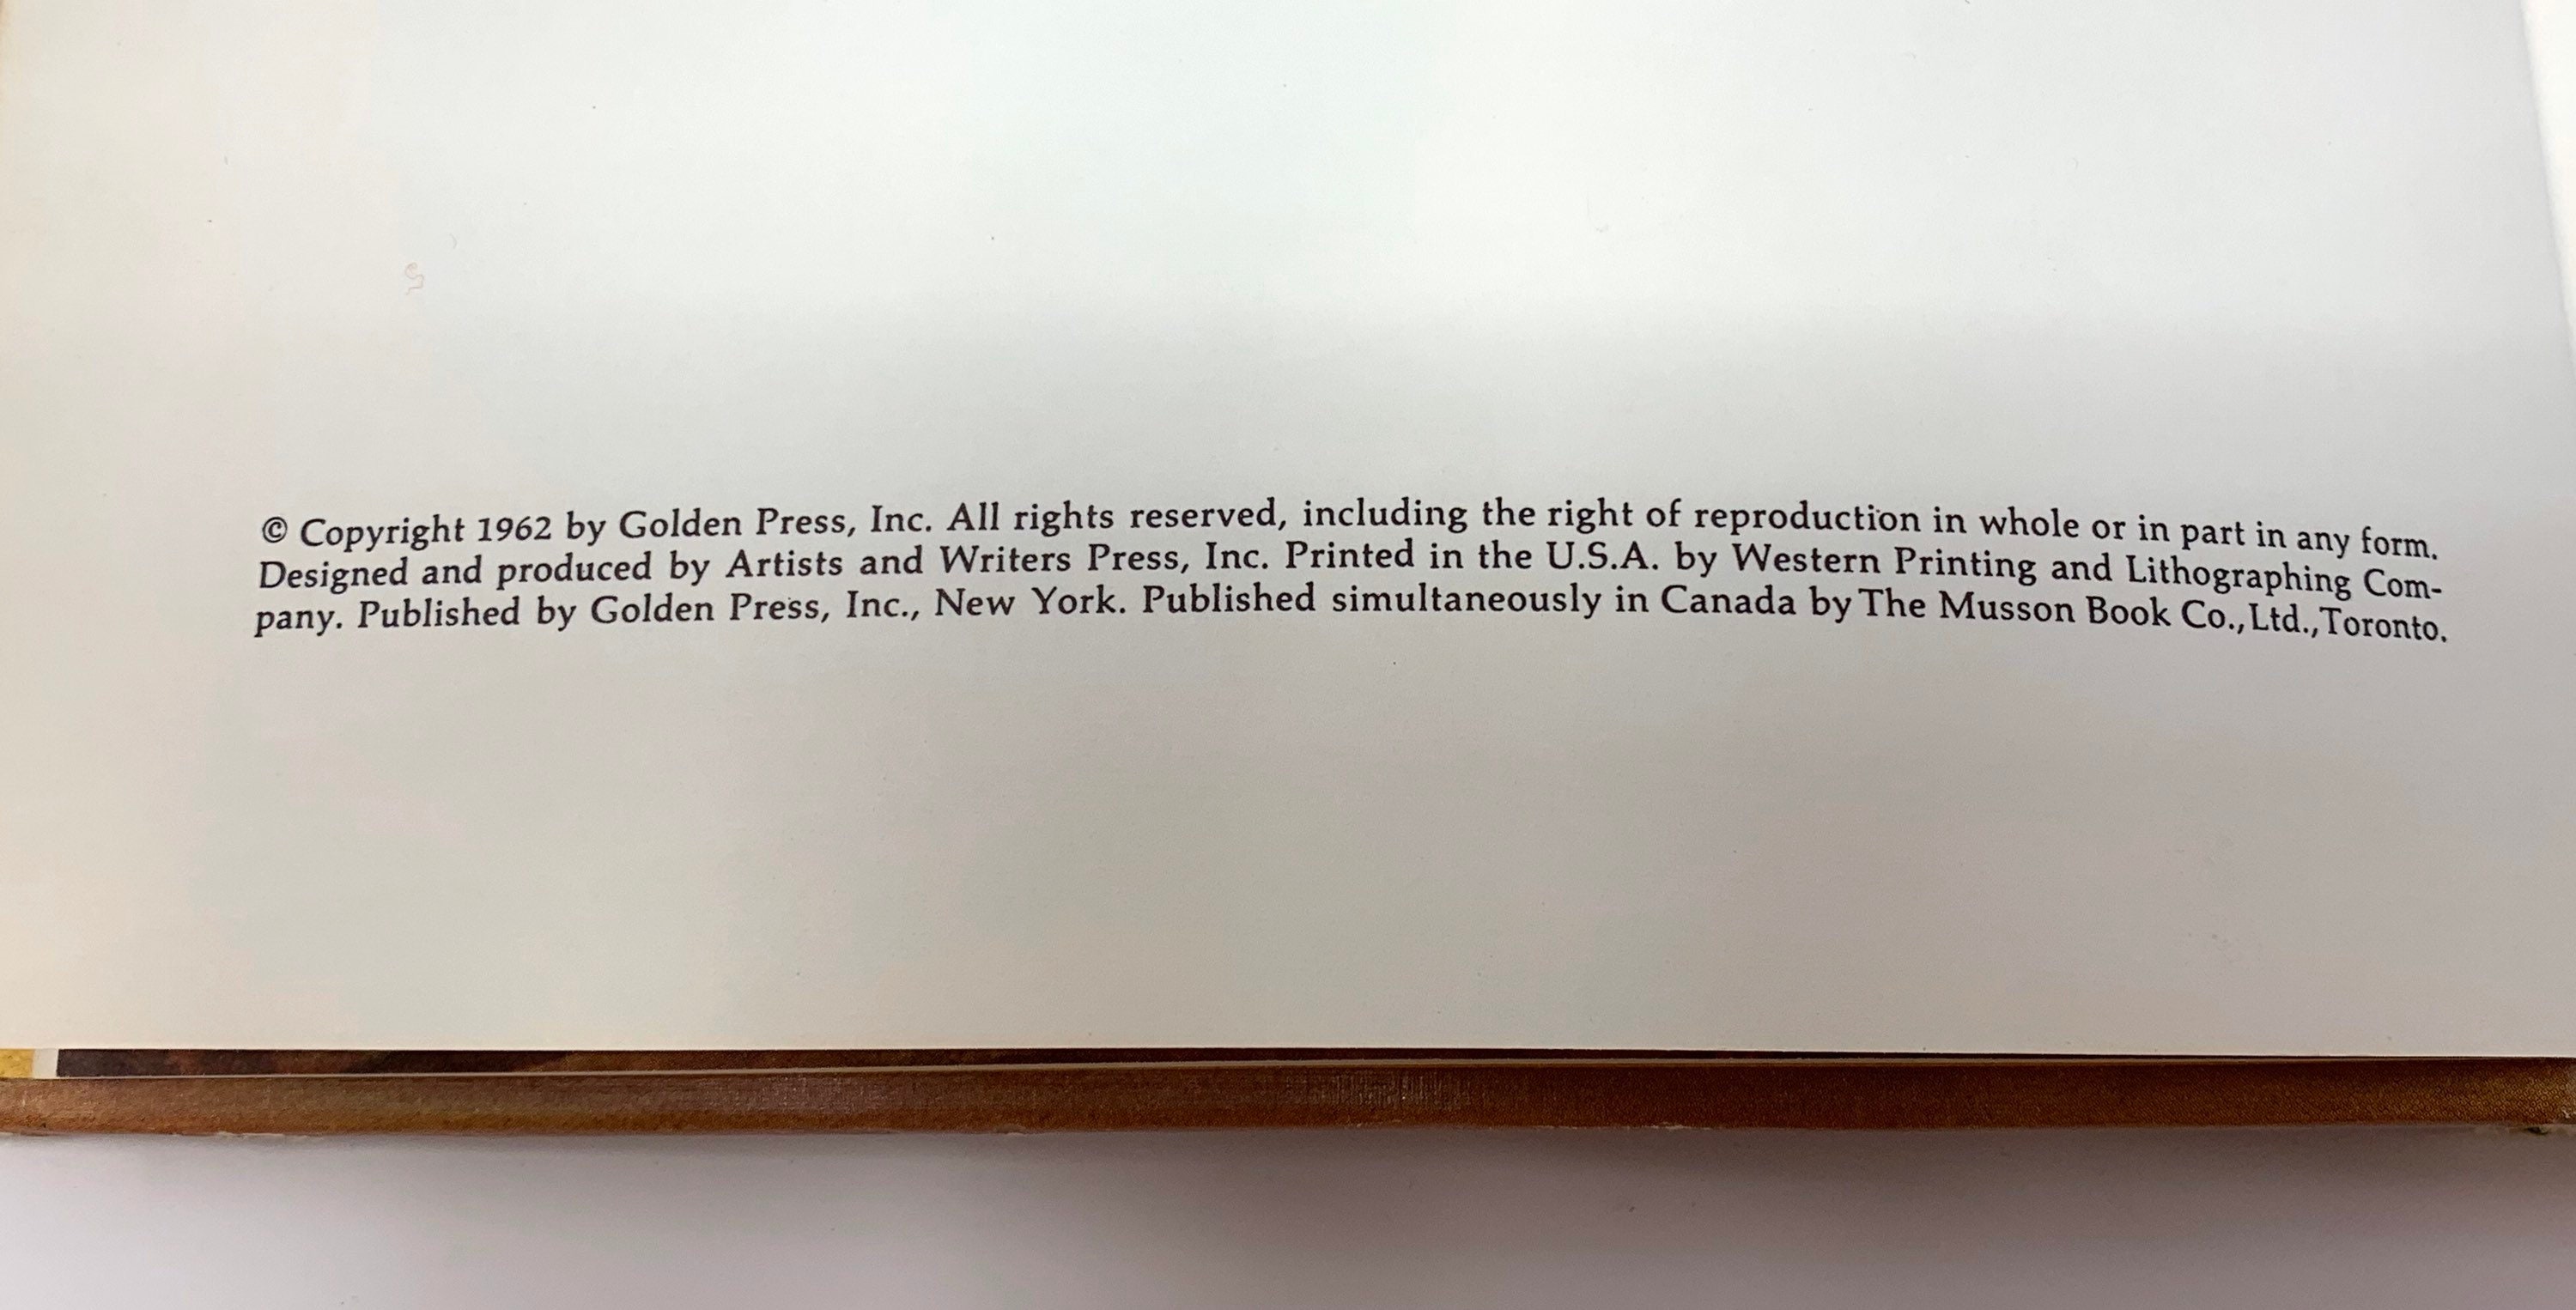 © Copyright 1962 by Golden Press, Inc. All rights reserved, including the right of reproduction in whole or in part in any form.
Designed and produced by Artists and Writers Press, Inc. Printed in the U.S.A. by Western Printing and Lithographing Com-
pany. Published by Golden Press, Inc., New York. Published simultaneously in Canada by The Musson Book Co., Ltd., Toronto.